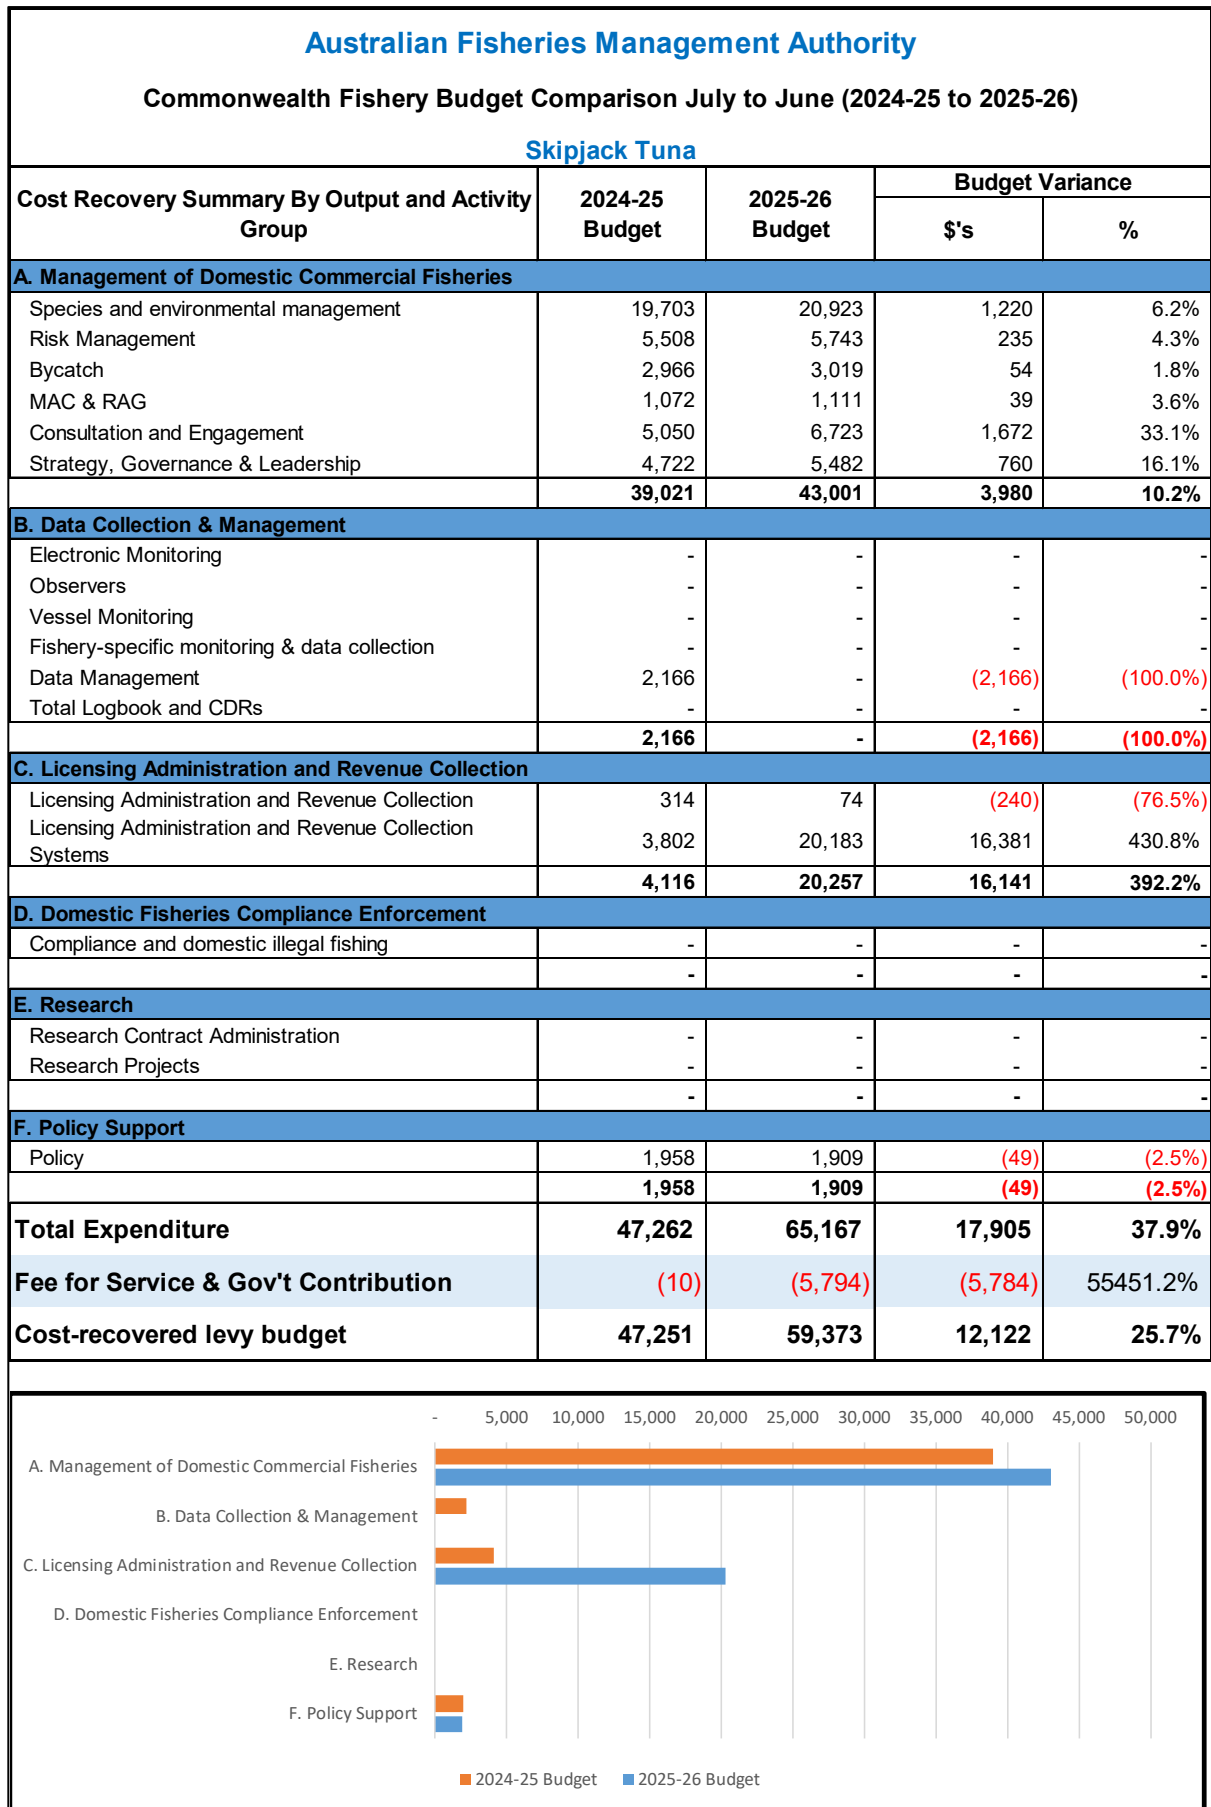 Australian Fisheries Management Authority
Commonwealth Fishery Budget Comparison July to June (2024-25 to 2025-26)
Skipjack Tuna
Cost Recovery Summary By Output and Activity Group 2024-25 Budget 2025-26 Budget Budget Variance
$'s %
A. Management of Domestic Commercial Fisheries
Species and environmental management 19,703 20,923 1,220 6.2%
Risk Management 5,508 5,743 235 4.3%
Bycatch 2,966 3,019 54 1.8%
MAC & RAG 1,072 1,111 39 3.6%
Consultation and Engagement 5,050 6,723 1,672 33.1%
Strategy, Governance & Leadership 4,722 5,482 760 16.1%
39,021 43,001 3,980 10.2%
B. Data Collection & Management
Electronic Monitoring - - - -
Observers - - - -
Vessel Monitoring - - - -
Fishery-specific monitoring & data collection - - - -
Data Management 2,166 - (2,166) (100.0%)
Total Logbook and CDRs - - - -
2,166 - (2,166) (100.0%)
C. Licensing Administration and Revenue Collection
Licensing Administration and Revenue Collection 314 74 (240) (76.5%)
Licensing Administration and Revenue Collection
Systems 3,802 20,183 16,381 430.8%
4,116 20,257 16,141 392.2%
D. Domestic Fisheries Compliance Enforcement
Compliance and domestic illegal fishing - - - -
- - - -
E. Research
Research Contract Administration - - - -
Research Projects - - - -
- - - -
F. Policy Support
Policy 1,958 1,909 (49) (2.5%)
1,958 1,909 (49) (2.5%)
Total Expenditure 47,262 65,167 17,905 37.9%
Fee for Service & Gov't Contribution (10) (5,794) (5,784) 55451.2%
Cost-recovered levy budget 47,251 59,373 12,122 25.7%
- 5,000 10,000 15,000 20,000 25,000 30,000 35,000 40,000 45,000 50,000
A. Management of Domestic Commercial Fisheries
B. Data Collection & Management
C. Licensing Administration and Revenue Collection
D. Domestic Fisheries Compliance Enforcement
E. Research
F. Policy Support
2024-25 Budget 2025-26 Budget